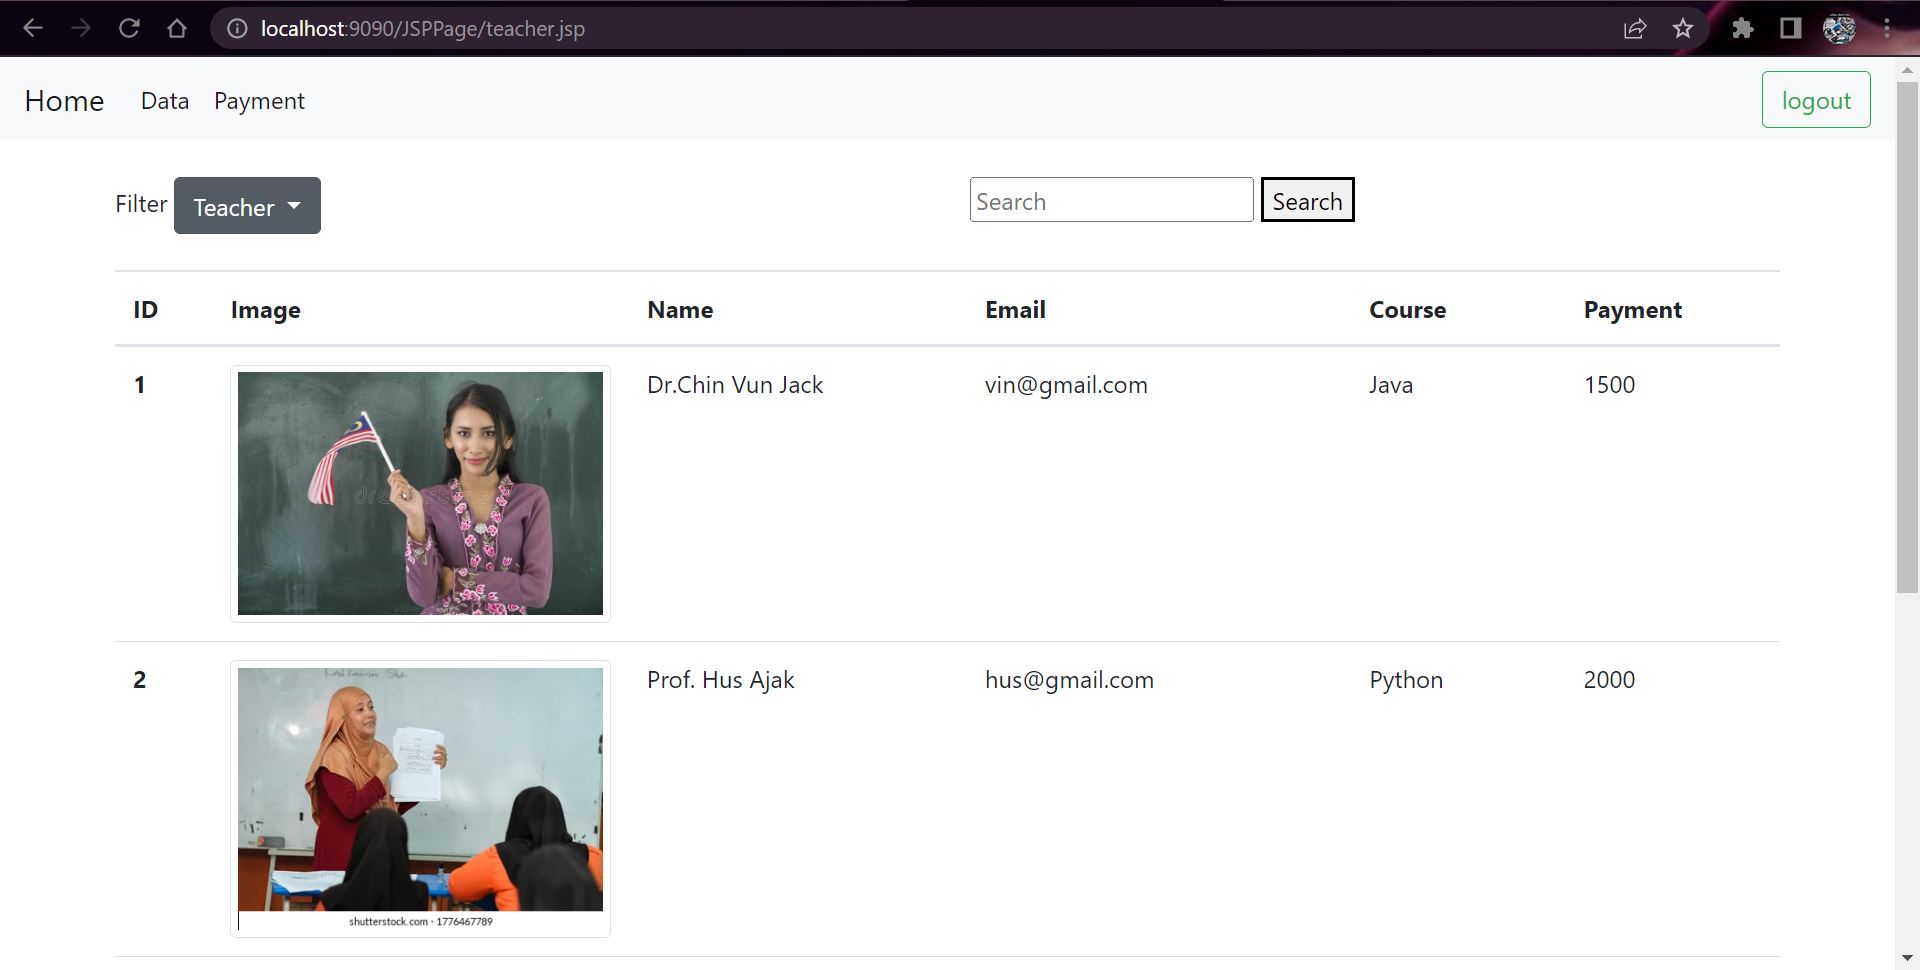 localhost:9090/JSPPage/teacher.jsp
Home Data Payment logout
Filter Teacher Search Search
ID Image Name Email Course Payment
1 Dr.Chin Vun Jack vin@gmail.com Java 1500
2 Prof. Hus Ajak hus@gmail.com Python 2000
shutterstock.com · 1776467789